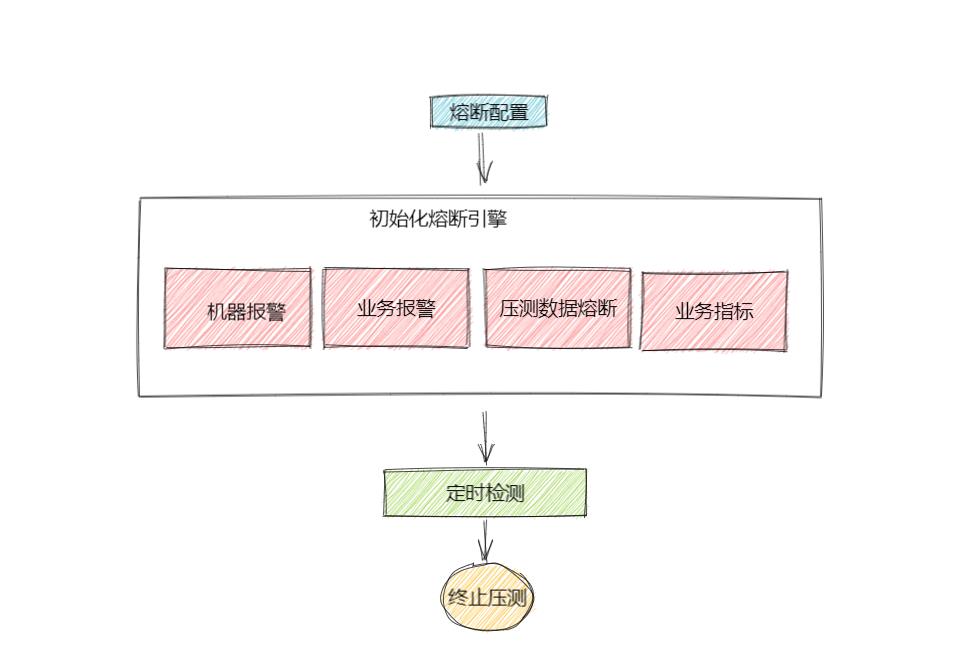 熔断配置
初始化熔断引擎
机器报警
业务报警
压测数据熔断
业务指标
定时检测
终止压测